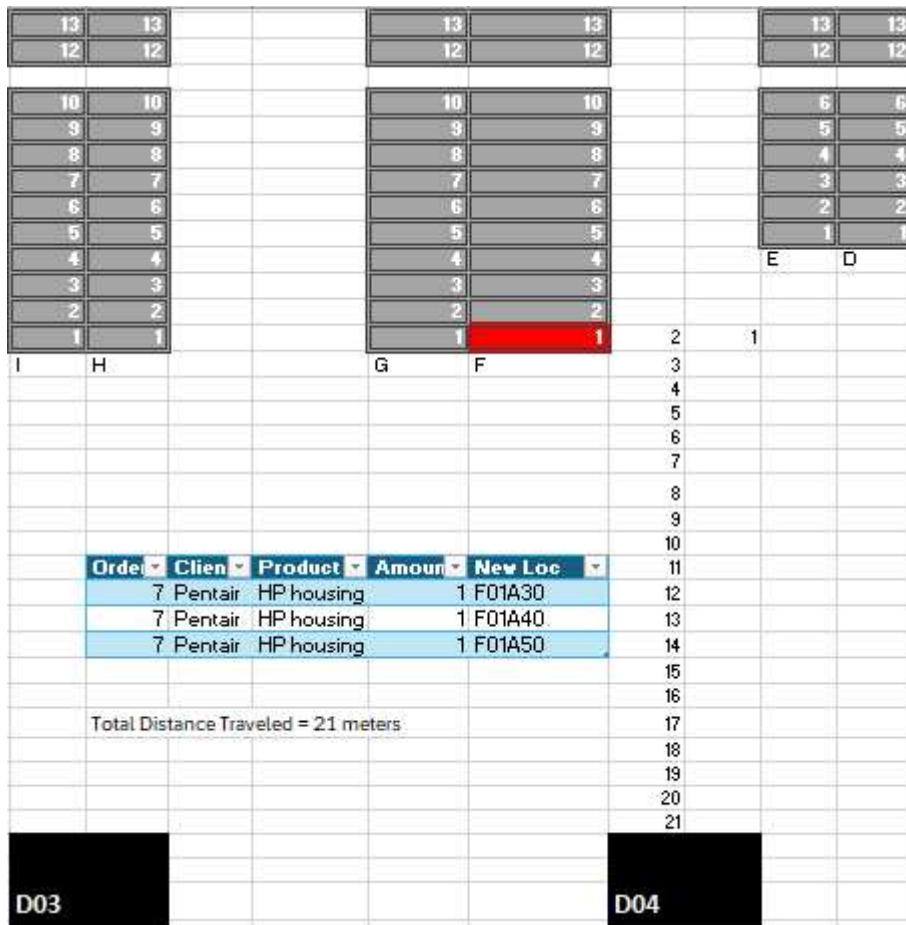 13 13 13 13 13 13
12 12 12 12 12 12
10 10 10 10 6 6
9 9 9 9 5 5
8 8 8 8 4 4
7 7 7 7 3 3
6 6 6 6 2 2
5 5 5 5 1 1
4 4 4 4 E D
3 3 3 3
2 2 2 2
1 1 1 1 2 1
I H G F 3
4
5
6
7
8
9
10
Order Clien Product Amoun New Loc 11
7 Pentair HP housing 1 F01A30 12
7 Pentair HP housing 1 F01A40 13
7 Pentair HP housing 1 F01A50 14
15
16
Total Distance Traveled = 21 meters 17
18
19
20
21
D03 D04